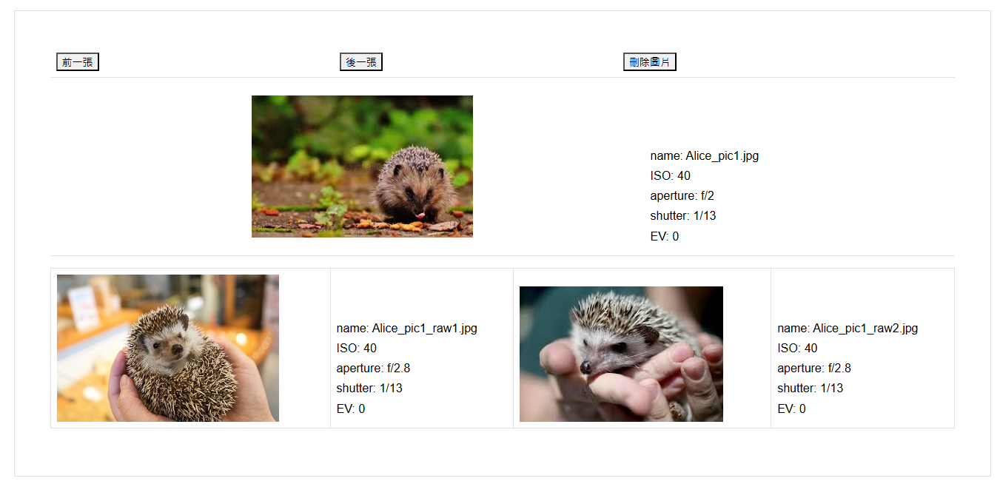 前一張
後一張
刪除圖片
name: Alice_pic1.jpg
ISO: 40
aperture: f/2
shutter: 1/13
EV: 0
name: Alice_pic1_raw1.jpg
ISO: 40
aperture: f/2.8
shutter: 1/13
EV: 0
name: Alice_pic1_raw2.jpg
ISO: 40
aperture: f/2.8
shutter: 1/13
EV: 0